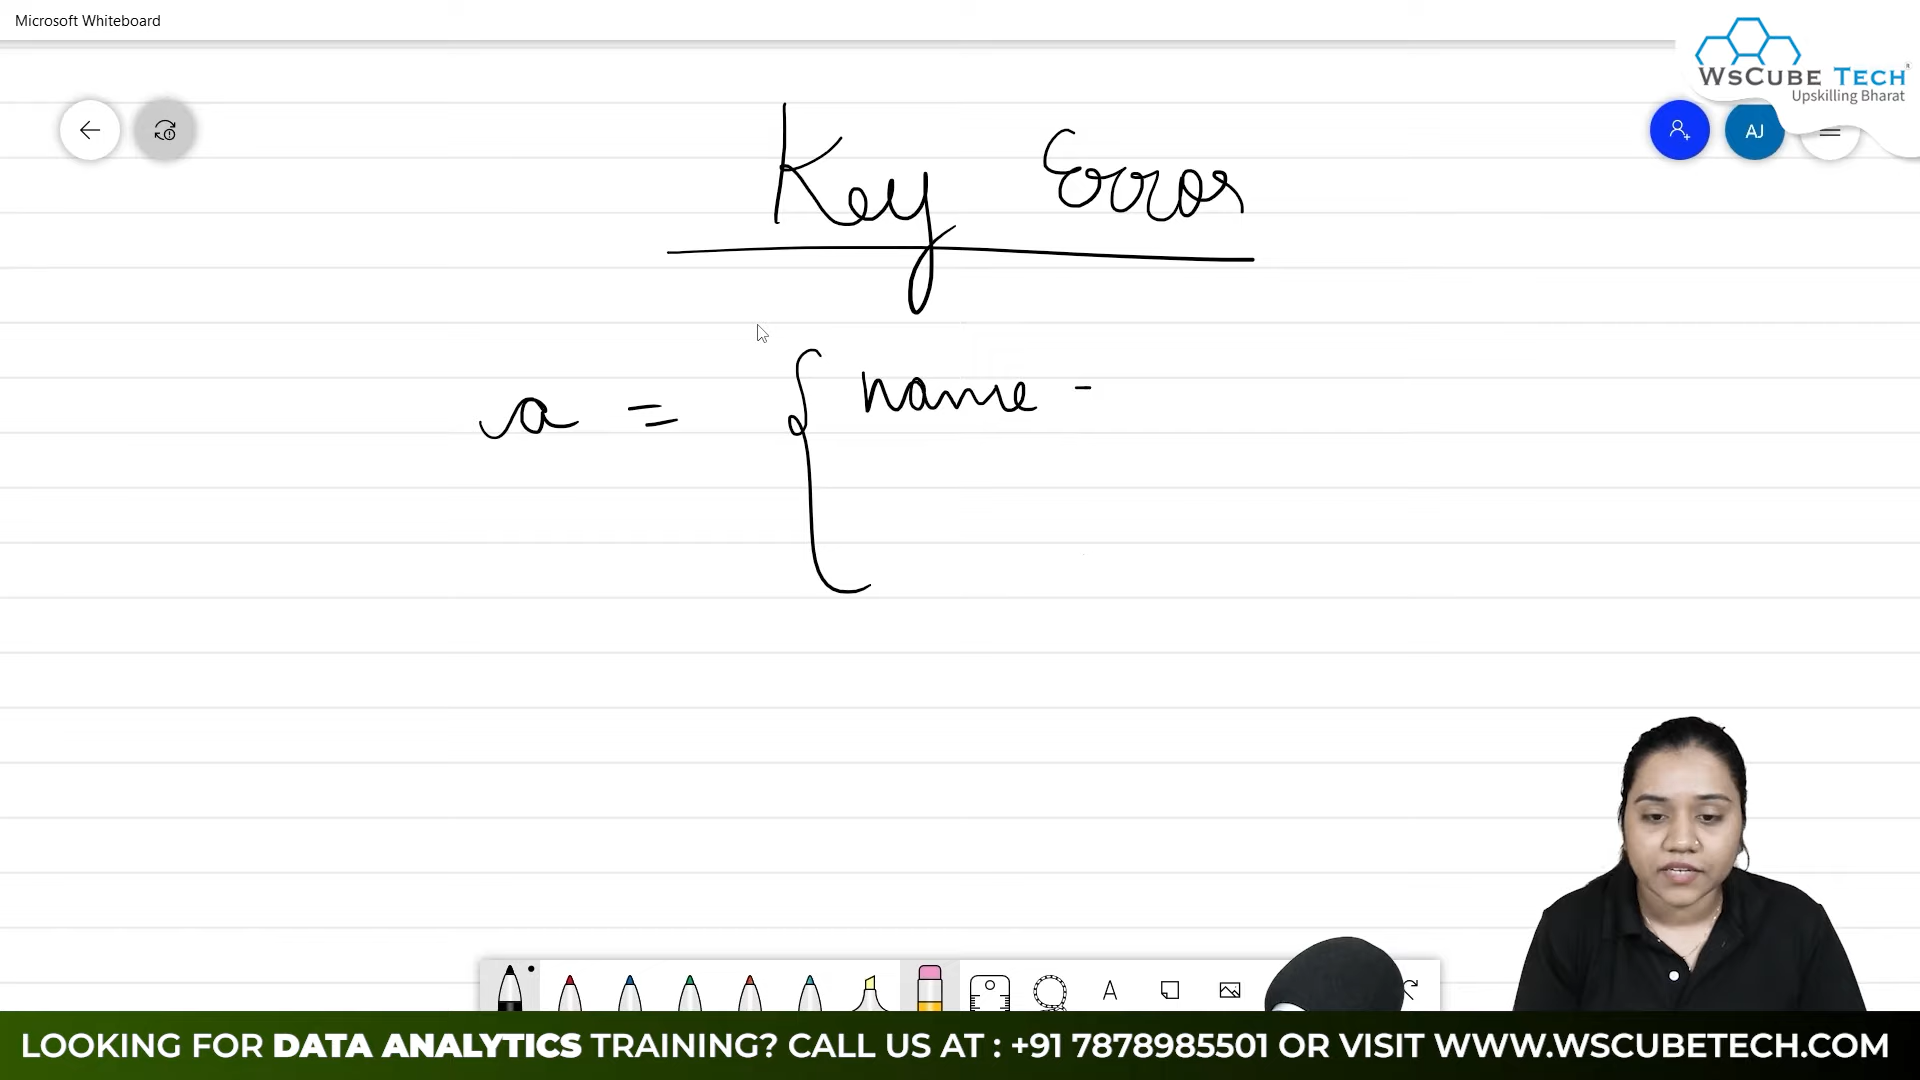 Microsoft Whiteboard
WsCube Tech
Upskilling Bharat
AJ
Key Error
a = { name -
A
LOOKING FOR DATA ANALYTICS TRAINING? CALL US AT : +91 7878985501 OR VISIT WWW.WSCUBETECH.COM